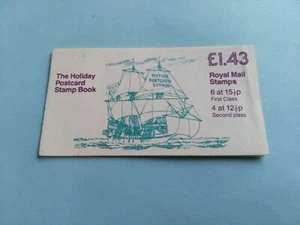 £1.43
The Holiday
Postcard
Stamp Book
Royal Mail
Stamps
6 at 15½p
First Class
4 at 12½p
Second class